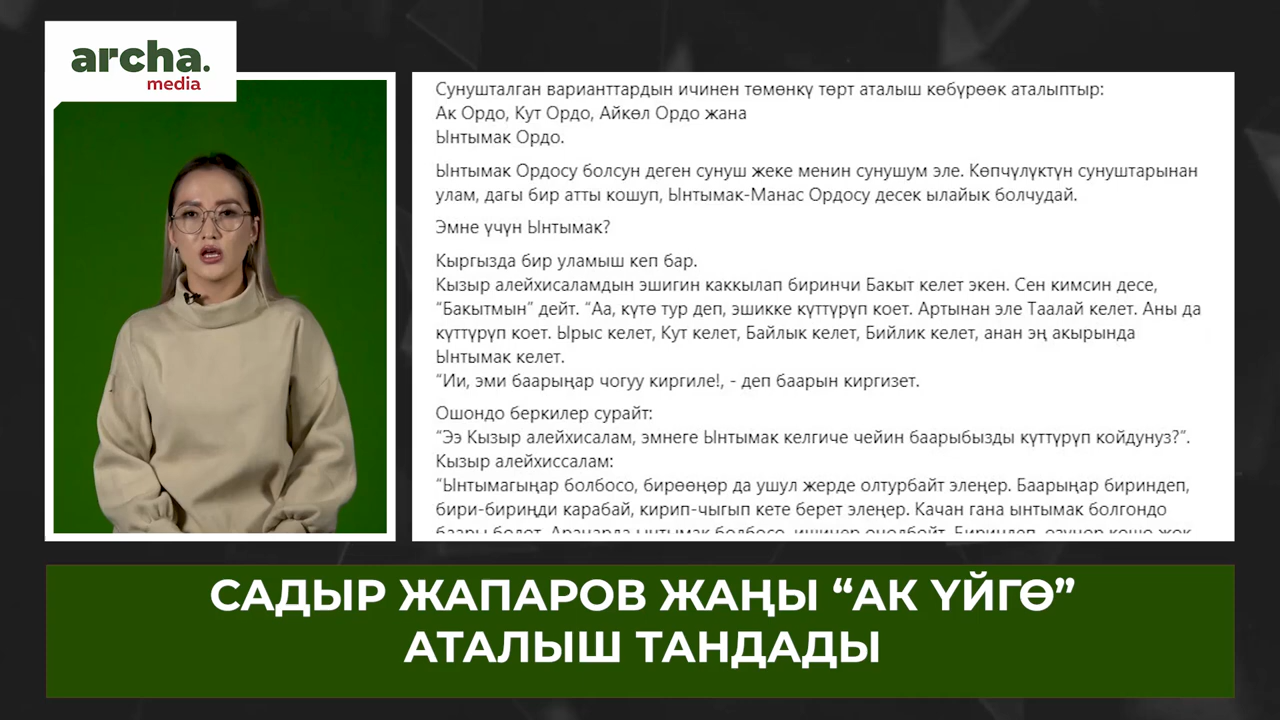 archa.
media
Сунушталган варианттардын ичинен төмөнкү төрт аталыш көбүрөөк аталыптыр:
Ак Ордо, Кут Ордо, Айкөл Ордо жана
Ынтымак Ордо.
Ынтымак Ордосу болсун деген сунуш жеке менин сунушум эле. Көпчүлүктүн сунуштарынан
улам, дагы бир атты кошуп, Ынтымак-Манас Ордосу десек ылайык болчудай.
Эмне үчүн Ынтымак?
Кыргызда бир уламыш кеп бар.
Кызыр алейхисаламдын эшигин каккылап биринчи Бакыт келет экен. Сен кимсин десе,
“Бакытмын” дейт. “Аа, күтө тур деп, эшикке күттүрүп коет. Артынан эле Таалай келет. Аны да
күттүрүп коет. Ырыс келет, Кут келет, Байлык келет, Бийлик келет, анан эң акырында
Ынтымак келет.
“Ии, эми баарыңар чогуу киргиле!, - деп баарын киргизет.
Ошондо беркилер сурайт:
“Ээ Кызыр алейхисалам, эмнеге Ынтымак келгиче чейин баарыбызды күттүрүп койдунуз?”.
Кызыр алейхиссалам:
“Ынтымагыңар болбосо, бирөөңөр да ушул жерде олтурбайт элеңер. Баарыңар бириндеп,
бири-бириңди карабай, кирип-чыгып кете берет элеңер. Качан гана ынтымак болгондо
САДЫР ЖАПАРОВ ЖАҢЫ “АК ҮЙГӨ”
АТАЛЫШ ТАНДАДЫ